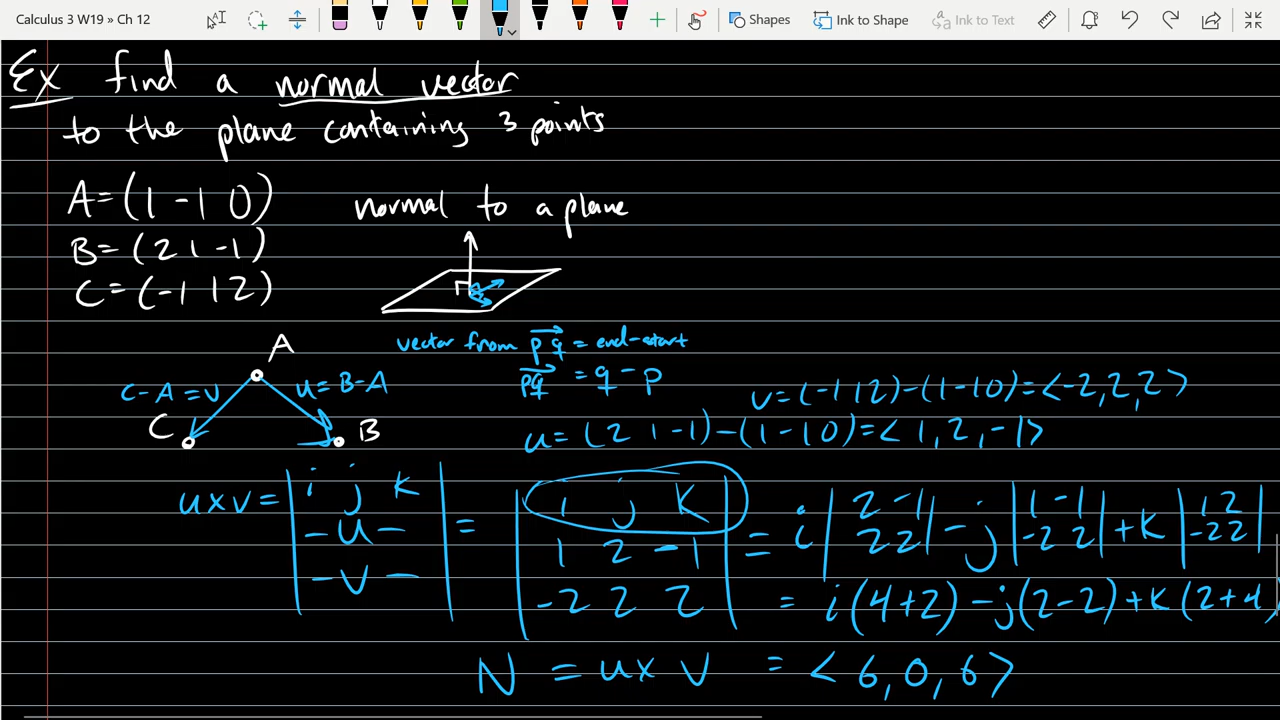 Calculus 3 W19 » Ch 12
Shapes Ink to Shape Ink to Text
Ex find a normal vector
to the plane containing 3 points
A=(1 -1 0)
B=(2 1 -1)
C=(-1 1 2)
normal to a plane
A
C-A=v u=B-A
C B
vector from pq = end-start
pq = q-p
v=(-1 1 2)-(1 -1 0)=<-2,2,2>
u=(2 1 -1)-(1 -1 0)=<1,2,-1>
u x v = | i j k | = | i j k | = i |2 -1| - j |1 -1| + k |1 2|
|-u-| |1 2 -1| |2 2| |-2 2| |-2 2|
|-v-| |-2 2 2| = i(4+2) -j(2-2)+k(2+4)
N = u x v = <6,0,6>